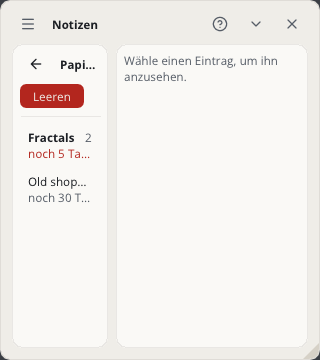 Notizen
Papi...
Leeren
Fractals 2
noch 5 Ta...
Old shop...
noch 30 T...
Wähle einen Eintrag, um ihn
anzusehen.